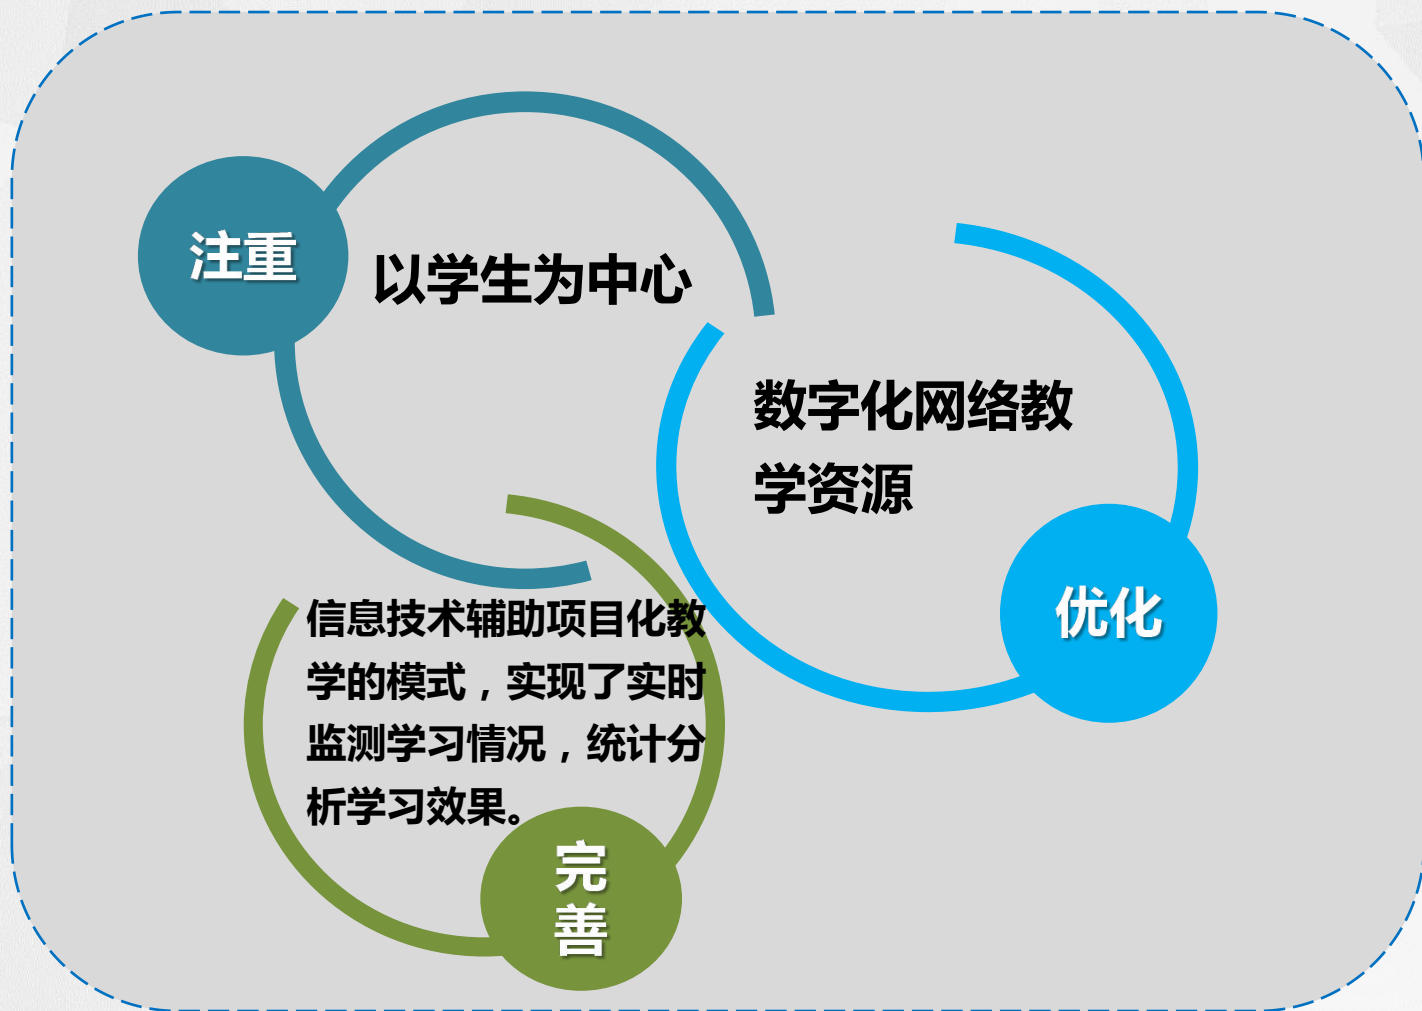 注重
以学生为中心
数字化网络教
学资源
优化
信息技术辅助项目化教
学的模式，实现了实时
监测学习情况，统计分
析学习效果。
完
善